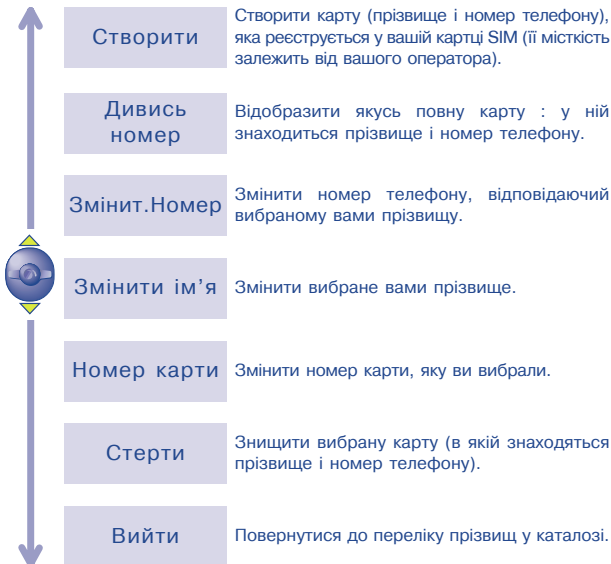 Створити
Створити карту (прізвище і номер телефону),
яка реєструється у вашій картці SIM (її місткість
залежить від вашого оператора).
Дивись
номер
Відобразити якусь повну карту : у ній
знаходиться прізвище і номер телефону.
Змінит.Номер
Змінити номер телефону, відповідаючий
вибраному вами прізвищу.
Змінити ім’я
Змінити вибране вами прізвище.
Номер карти
Змінити номер карти, яку ви вибрали.
Стерти
Знищити вибрану карту (в якій знаходяться
прізвище і номер телефону).
Вийти
Повернутися до переліку прізвищ у каталозі.